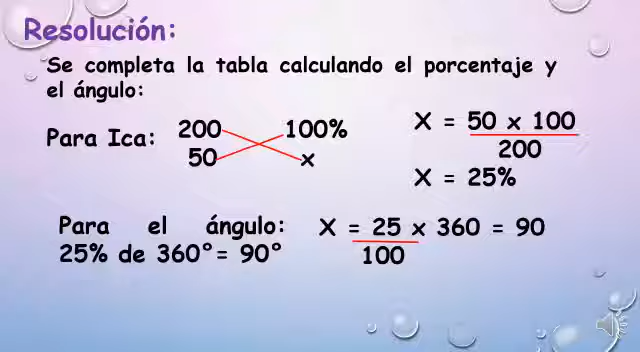 Resolución:
Se completa la tabla calculando el porcentaje y
el ángulo:
Para Ica: 200 100%
50 x
X = 50 x 100
200
X = 25%
Para el ángulo:
25% de 360°= 90°
X = 25 x 360 = 90
100